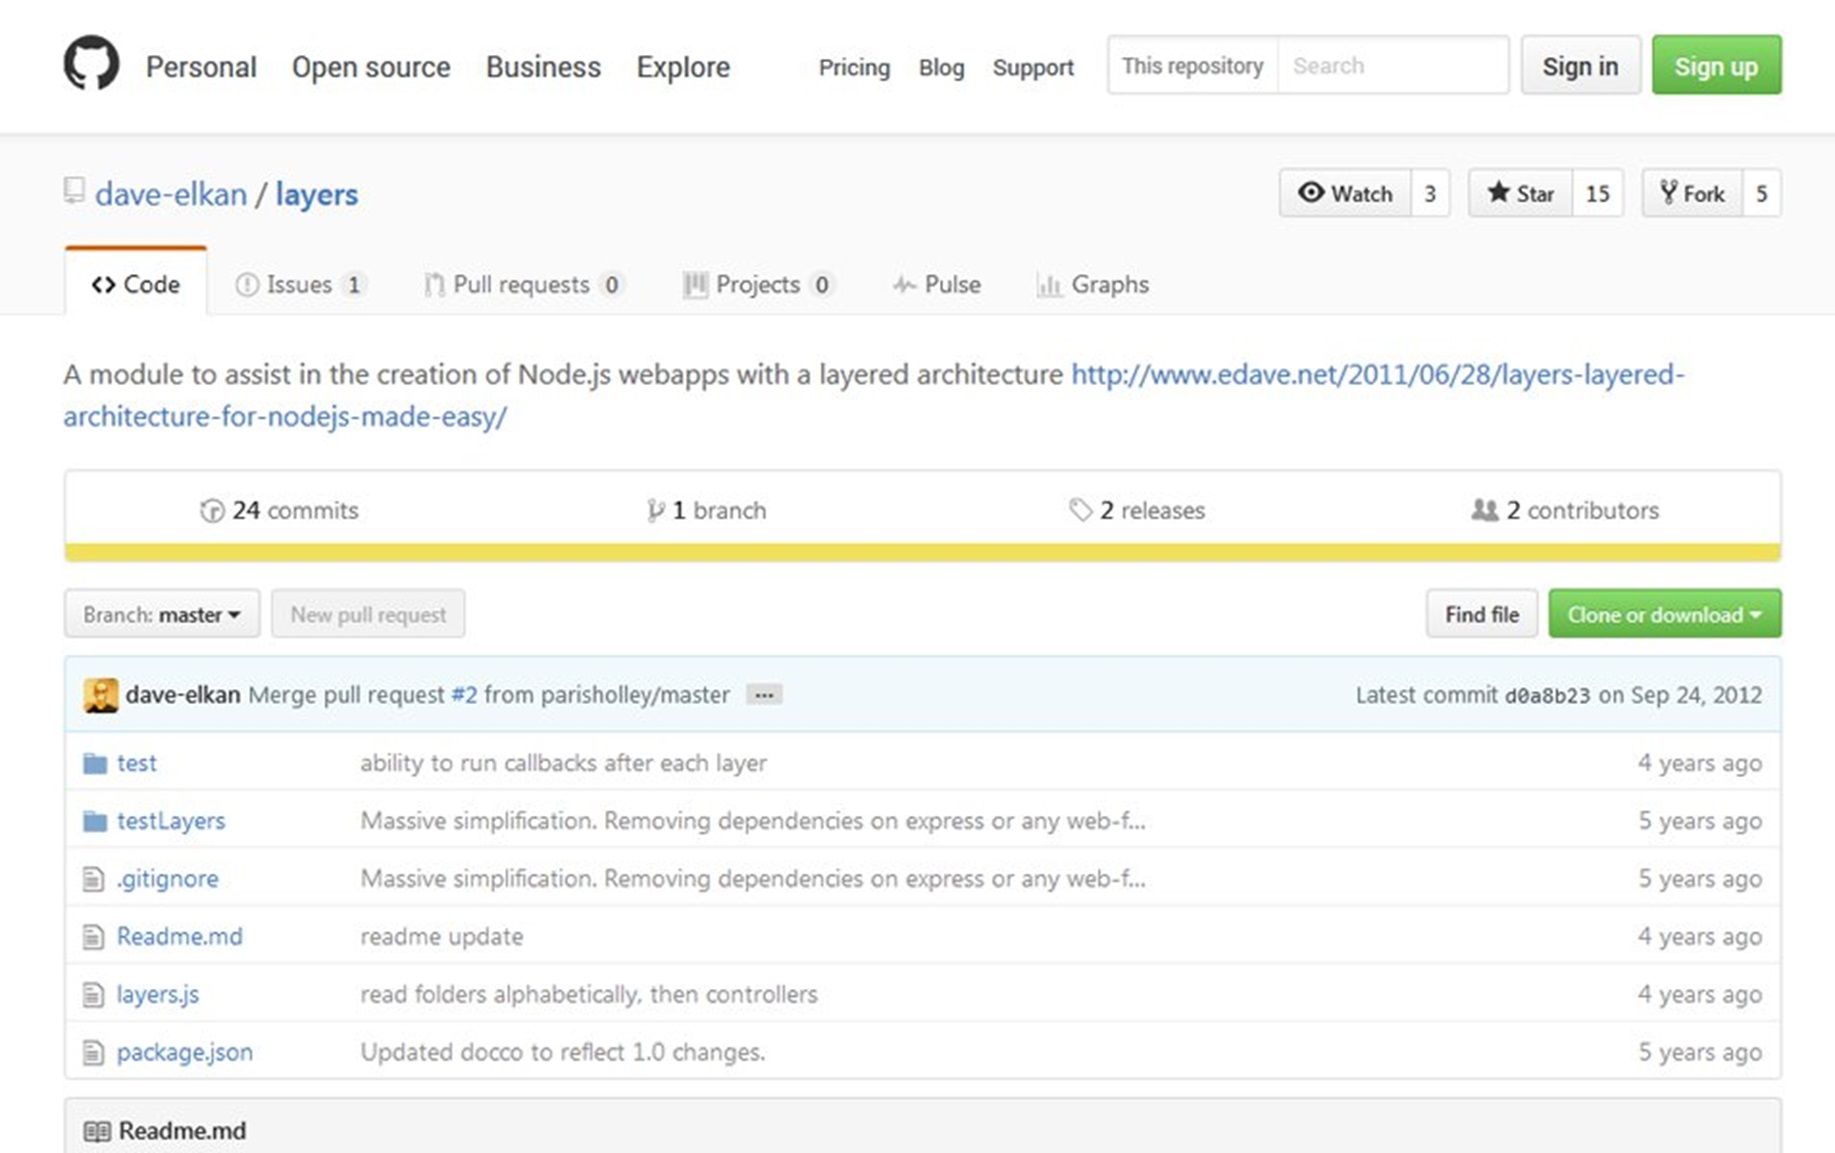 Personal Open source Business Explore Pricing Blog Support This repository Search Sign in Sign up
dave-elkan / layers Watch 3 Star 15 Fork 5
Code Issues 1 Pull requests 0 Projects 0 Pulse Graphs
A module to assist in the creation of Node.js webapps with a layered architecture http://www.edave.net/2011/06/28/layers-layered-
architecture-for-nodejs-made-easy/
24 commits 1 branch 2 releases 2 contributors
Branch: master New pull request Find file Clone or download
dave-elkan Merge pull request #2 from parisholley/master ... Latest commit d0a8b23 on Sep 24, 2012
test ability to run callbacks after each layer 4 years ago
testLayers Massive simplification. Removing dependencies on express or any web-f... 5 years ago
.gitignore Massive simplification. Removing dependencies on express or any web-f... 5 years ago
Readme.md readme update 4 years ago
layers.js read folders alphabetically, then controllers 4 years ago
package.json Updated docco to reflect 1.0 changes. 5 years ago
Readme.md